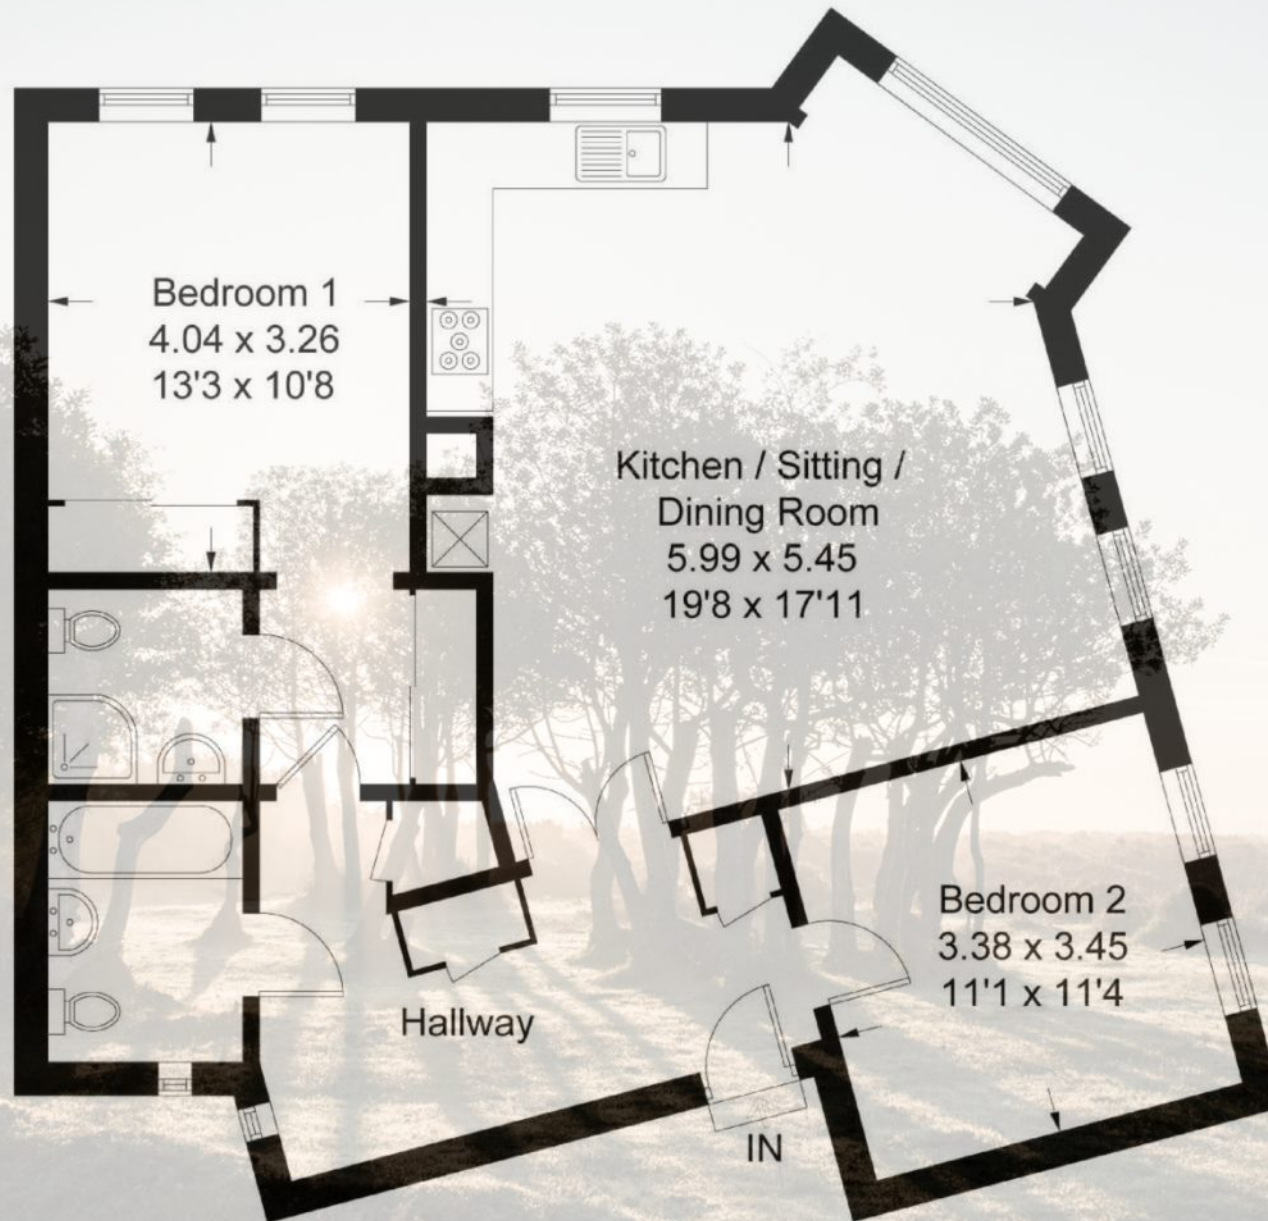 Bedroom 1
4.04 x 3.26
13'3 x 10'8
Kitchen / Sitting /
Dining Room
5.99 x 5.45
19'8 x 17'11
Bedroom 2
3.38 x 3.45
11'1 x 11'4
Hallway
IN